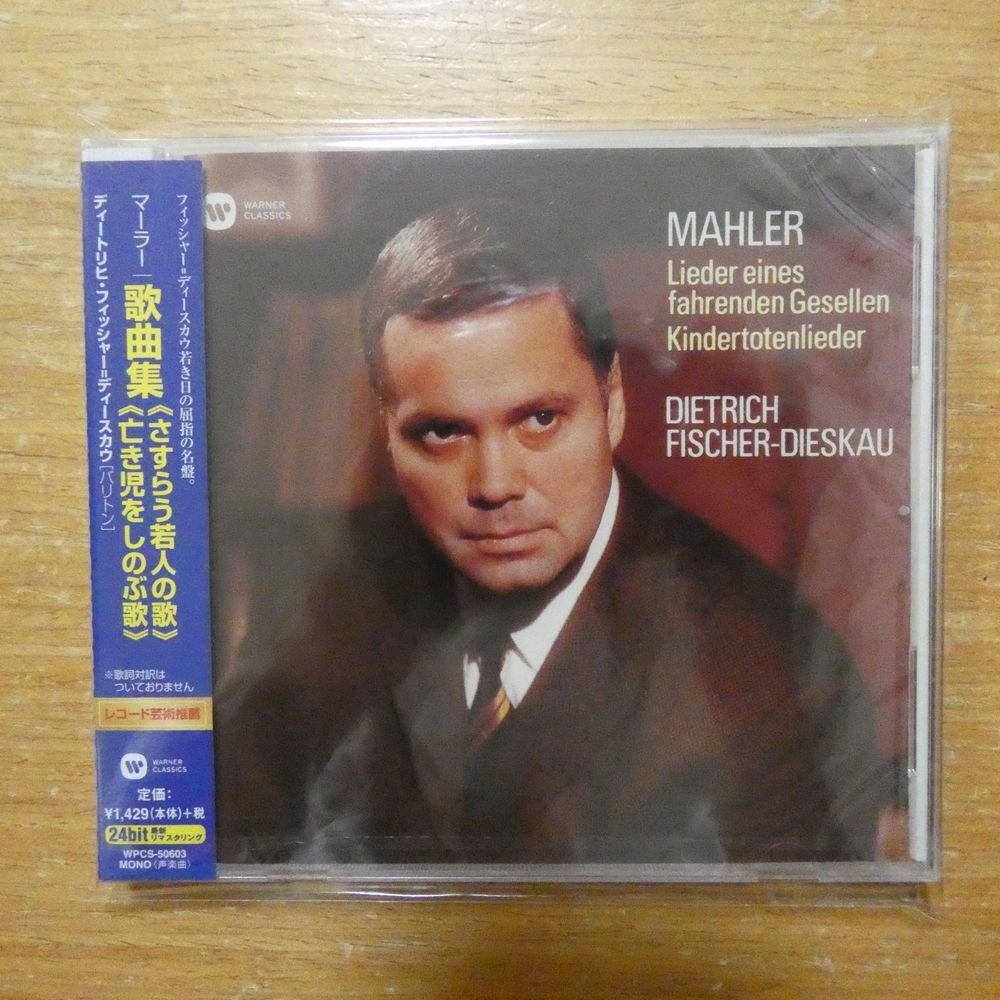 フィッシャー=ディースカウ若き日の屈指の名盤。
マーラー|歌曲集
《さすらう若人の歌》
《亡き児をしのぶ歌》
ディートリヒ・フィッシャー=ディースカウ[バリトン]
※歌詞対訳は
ついておりません
レコード芸術推薦
WARNER
CLASSICS
定価:
¥1,429(本体)+税
24bit 最新
リマスタリング
WPCS-50603
MONO〈声楽曲〉
WARNER
CLASSICS
MAHLER
Lieder eines
fahrenden Gesellen
Kindertotenlieder
DIETRICH
FISCHER-DIESKAU